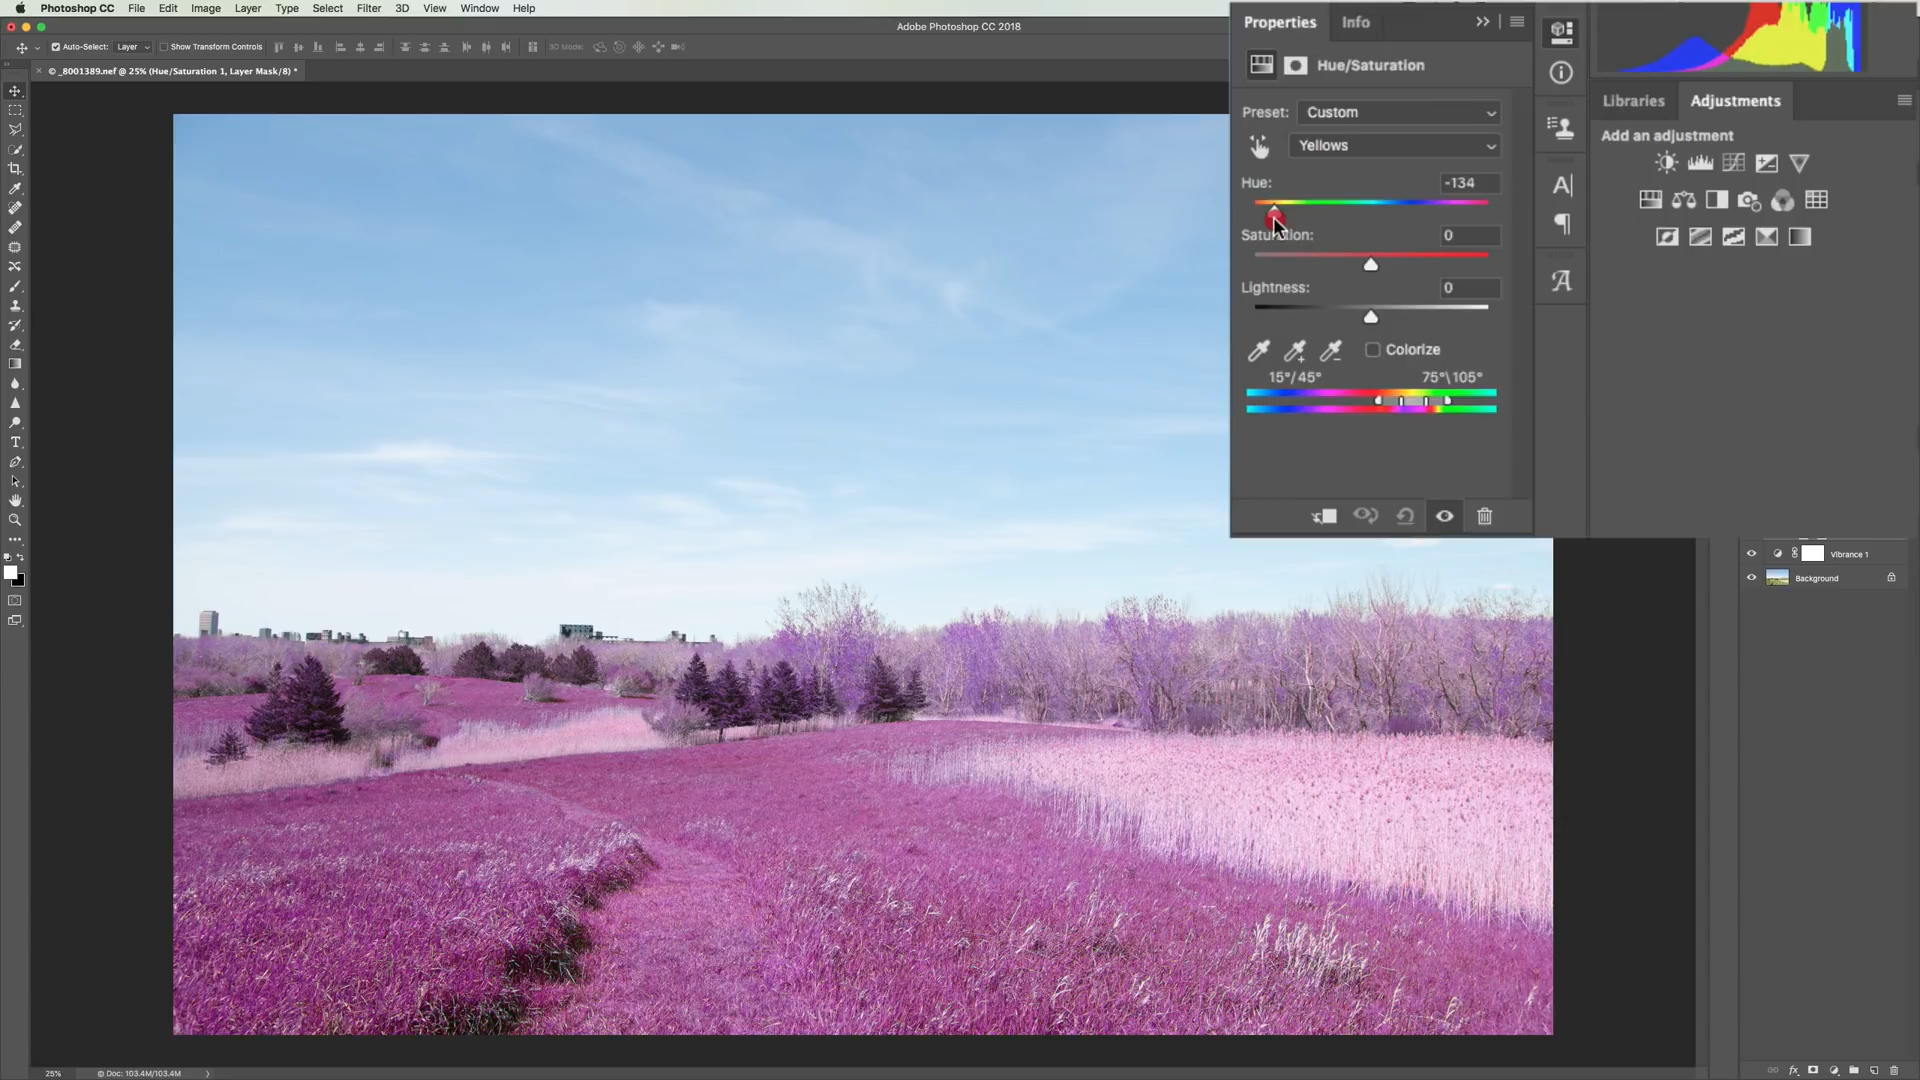 Photoshop CC File Edit Image Layer Type Select Filter 3D View Window Help
Adobe Photoshop CC 2018
Auto-Select: Layer Show Transform Controls 3D Mode:
© _8001389.nef @ 25% (Hue/Saturation 1, Layer Mask/8) *
Properties Info
Hue/Saturation
Preset: Custom
Yellows
Hue: -134
Saturation: 0
Lightness: 0
Colorize
15°/45° 75°\105°
Libraries Adjustments
Add an adjustment
Vibrance 1
Background
25% Doc: 103.4M/103.4M